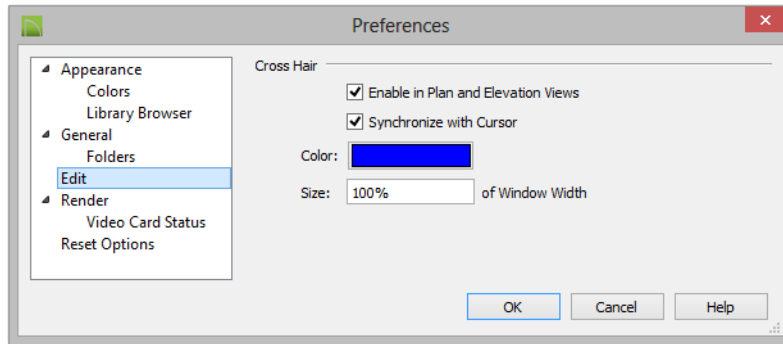 Preferences
Appearance
Colors
Library Browser
General
Folders
Edit
Render
Video Card Status
Reset Options
Cross Hair
Enable in Plan and Elevation Views
Synchronize with Cursor
Color:
Size: 100% of Window Width
OK Cancel Help